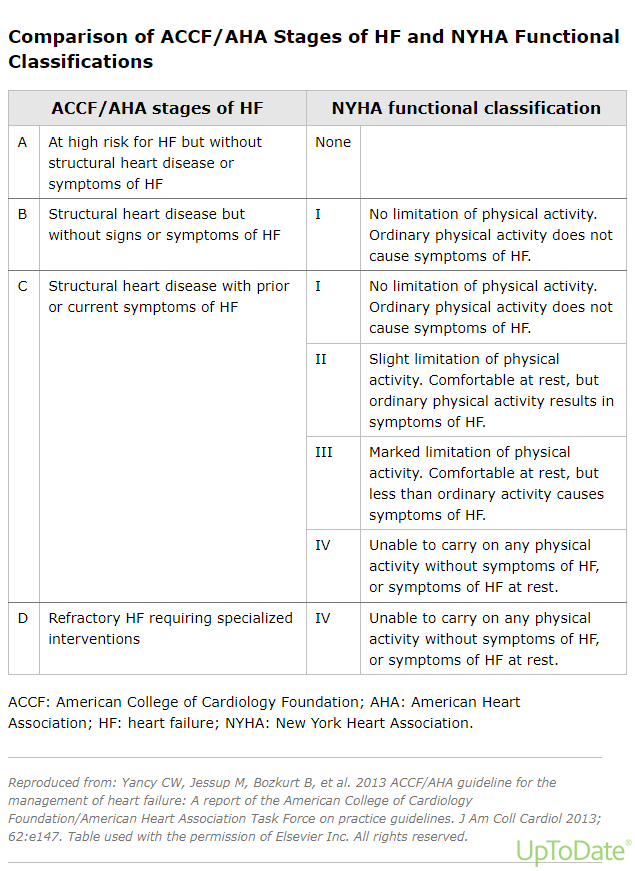 Comparison of ACCF/AHA Stages of HF and NYHA Functional
Classifications
ACCF/AHA stages of HF
NYHA functional classification
A
At high risk for HF but without
structural heart disease or
symptoms of HF
None
B
Structural heart disease but
without signs or symptoms of HF
I
No limitation of physical activity.
Ordinary physical activity does not
cause symptoms of HF.
C
Structural heart disease with prior
or current symptoms of HF
I
No limitation of physical activity.
Ordinary physical activity does not
cause symptoms of HF.
II
Slight limitation of physical
activity. Comfortable at rest, but
ordinary physical activity results in
symptoms of HF.
III
Marked limitation of physical
activity. Comfortable at rest, but
less than ordinary activity causes
symptoms of HF.
IV
Unable to carry on any physical
activity without symptoms of HF,
or symptoms of HF at rest.
D
Refractory HF requiring specialized
interventions
IV
Unable to carry on any physical
activity without symptoms of HF,
or symptoms of HF at rest.
ACCF: American College of Cardiology Foundation; AHA: American Heart
Association; HF: heart failure; NYHA: New York Heart Association.
Reproduced from: Yancy CW, Jessup M, Bozkurt B, et al. 2013 ACCF/AHA guideline for the
management of heart failure: A report of the American College of Cardiology
Foundation/American Heart Association Task Force on practice guidelines. J Am Coll Cardiol 2013;
62:e147. Table used with the permission of Elsevier Inc. All rights reserved.
UpToDate®